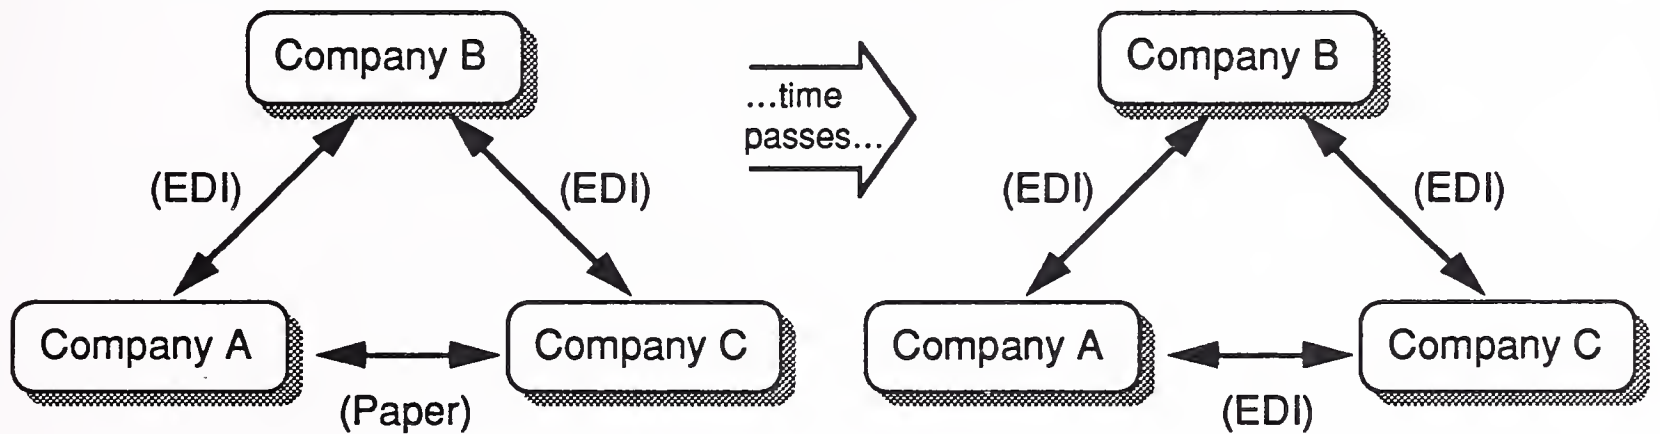 Company B
(EDI)
(EDI)
Company A
Company C
(Paper)
...time
passes...
Company B
(EDI)
(EDI)
Company A
Company C
(EDI)